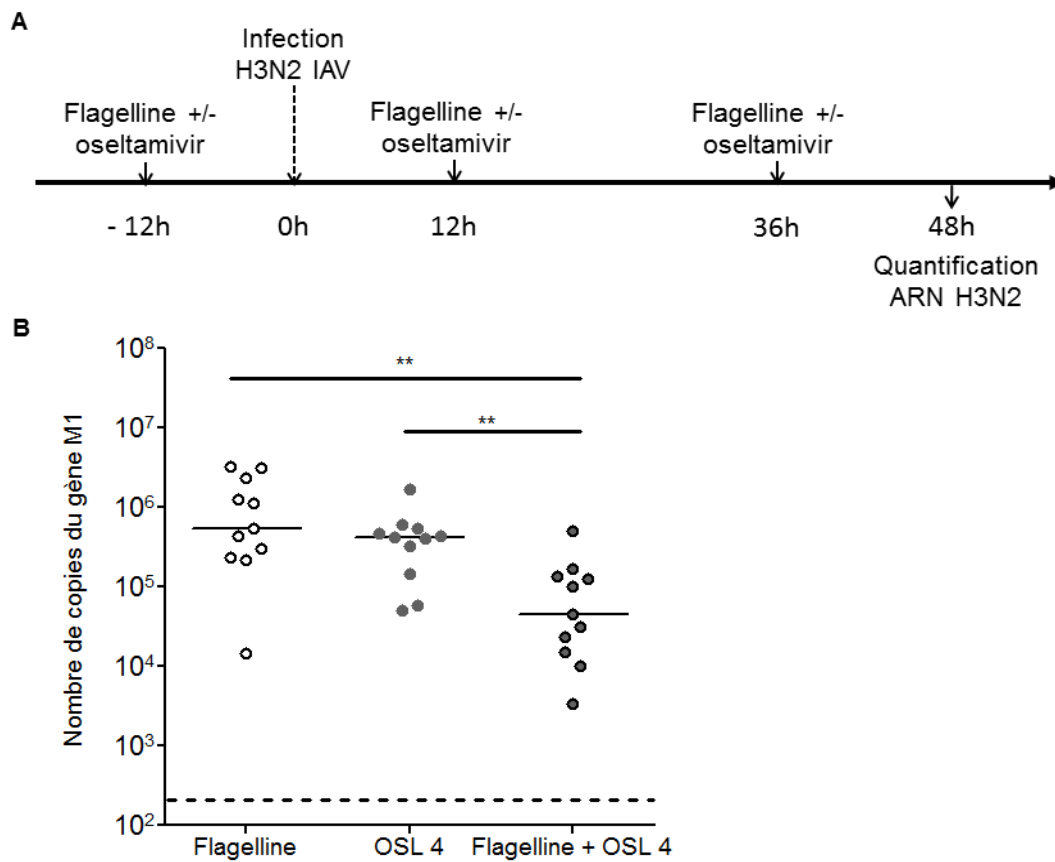 A
Infection
H3N2 IAV
Flagelline +/-
oseltamivir
Flagelline +/-
oseltamivir
Flagelline +/-
oseltamivir
- 12h 0h 12h 36h 48h
Quantification
ARN H3N2
B
Nombre de copies du gène M1
10⁸
10⁷
10⁶
10⁵
10⁴
10³
10²
**
**
Flagelline OSL 4 Flagelline + OSL 4